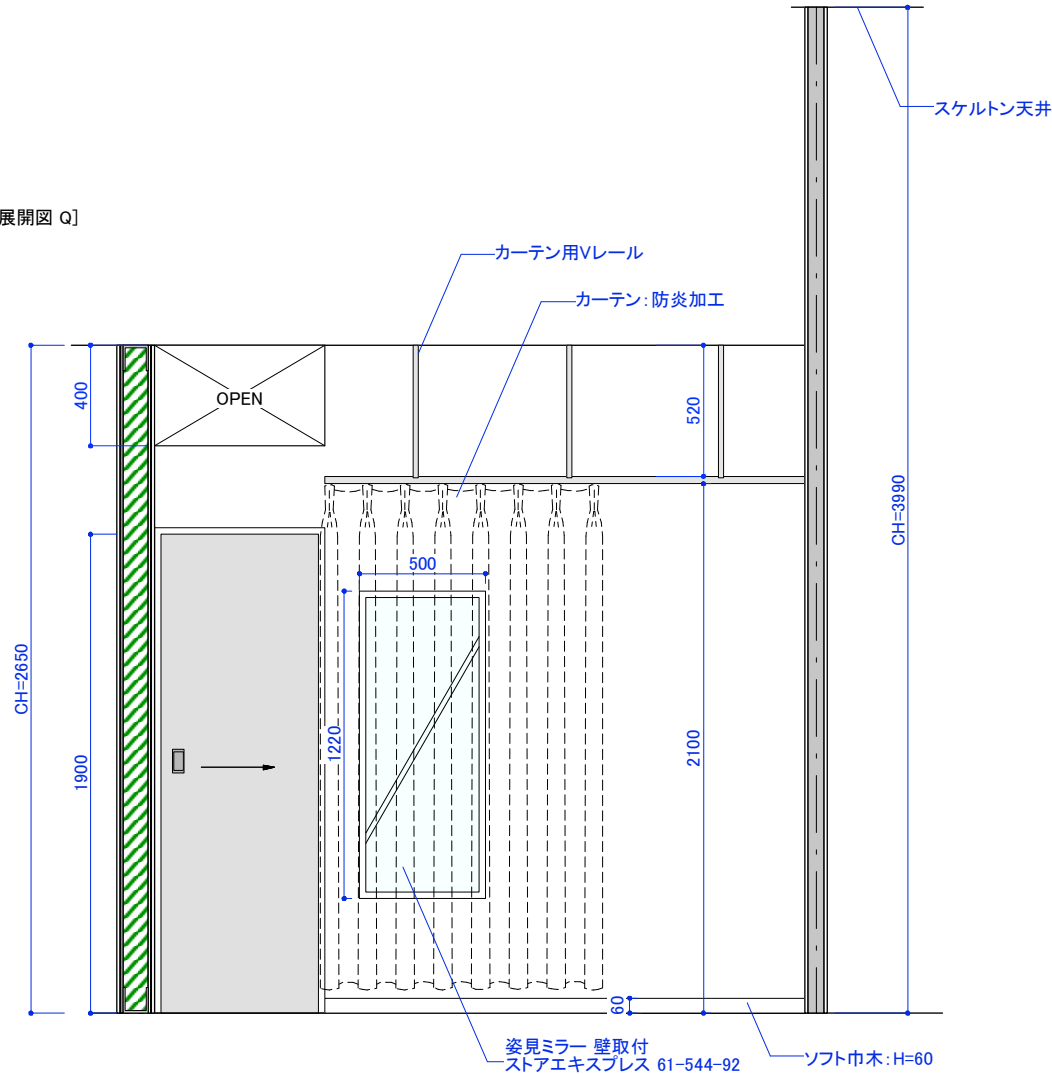 スケルトン天井
展開図 Q]
カーテン用Vレール
カーテン：防炎加工
400
OPEN
520
CH=3990
500
CH=2650
1220
1900
2100
60
姿見ミラー 壁取付
ストアエキスプレス 61-544-92
ソフト巾木：H=60